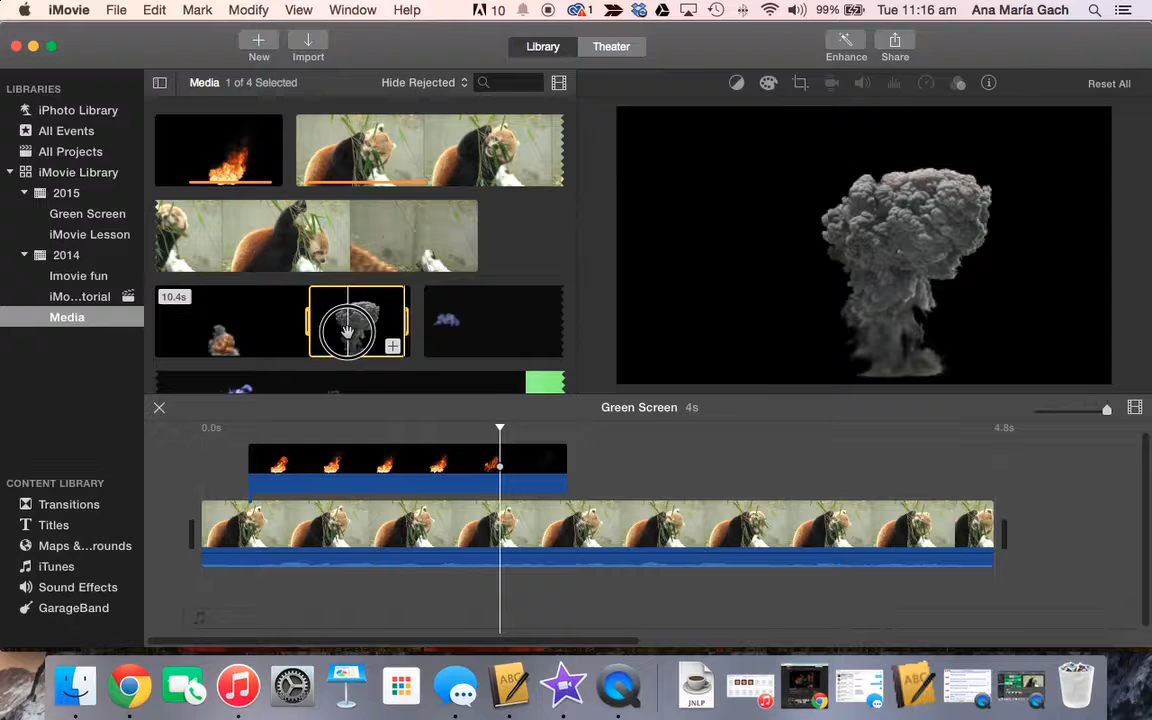 iMovie File Edit Mark Modify View Window Help 10 1 99% Tue 11:16 am Ana María Gach
Library Theater
New Import Enhance Share
LIBRARIES
iPhoto Library
All Events
All Projects
iMovie Library
2015
Green Screen
iMovie Lesson
2014
Imovie fun
iMo...torial
Media
CONTENT LIBRARY
Transitions
Titles
Maps &...rounds
iTunes
Sound Effects
GarageBand
Media 1 of 4 Selected Hide Rejected
Reset All
10.4s
Green Screen 4s
0.0s 4.8s
ABC
JNLP
ABC